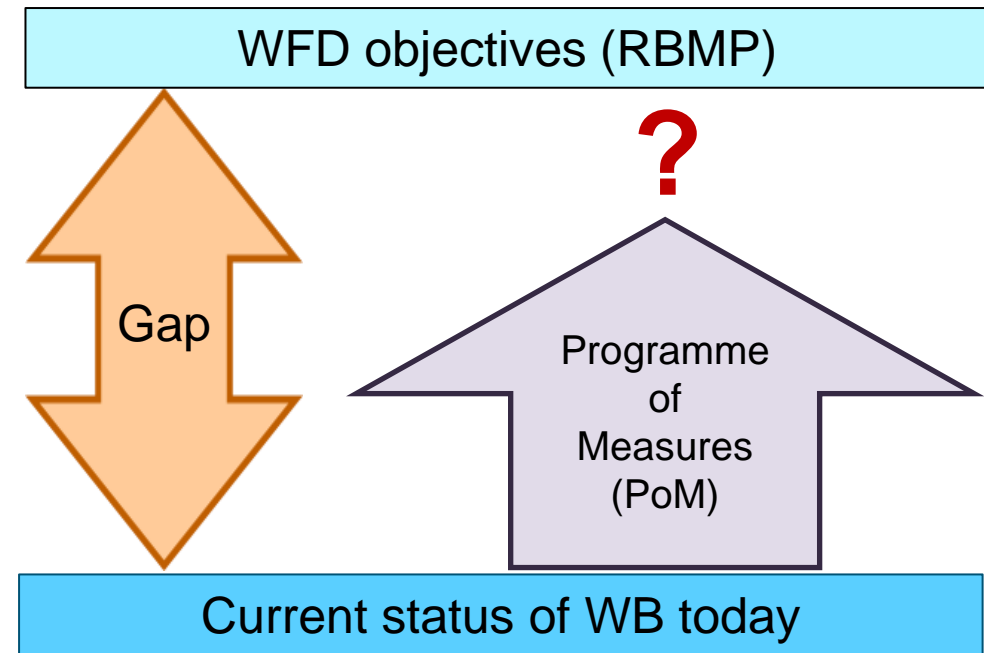 WFD objectives (RBMP)
?
Gap
Programme
of
Measures
(PoM)
Current status of WB today